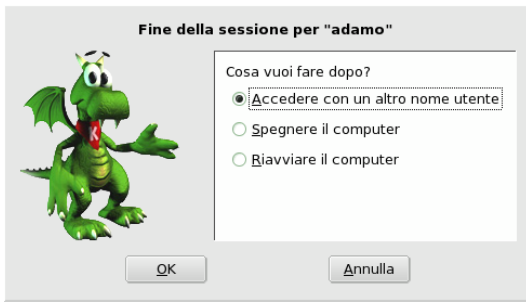 Fine della sessione per "adamo"
Cosa vuoi fare dopo?
Accedere con un altro nome utente
Spegnere il computer
Riavviare il computer
K
OK
Annulla